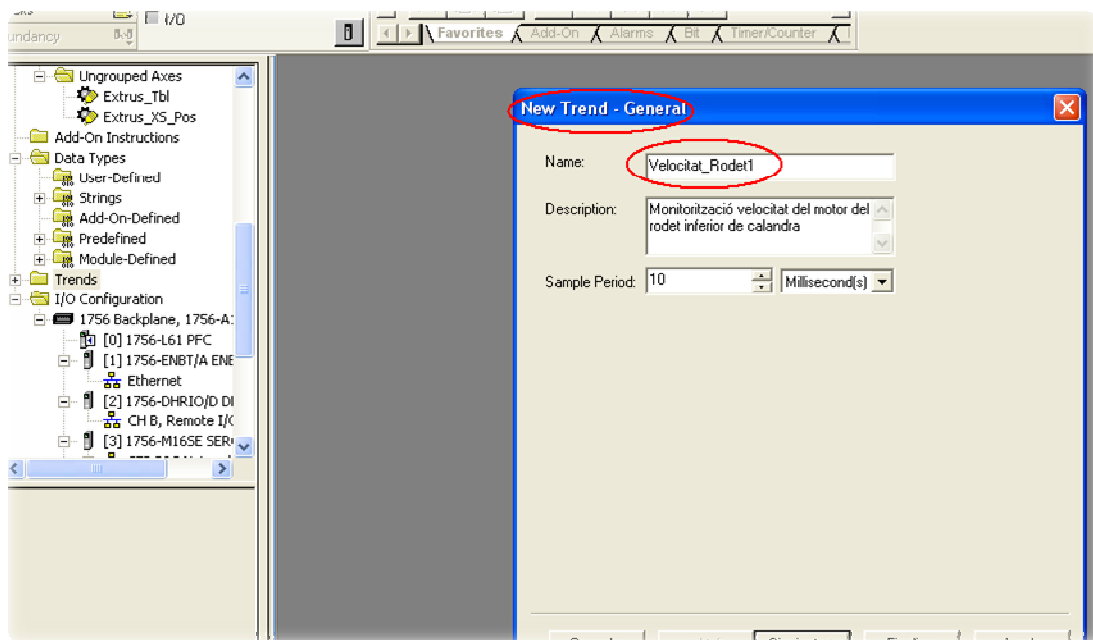 I/O
undancy
Favorites Add-On Alarms Bit Timer/Counter
Ungrouped Axes
Extrus_Tbl
Extrus_XS_Pos
Add-On Instructions
Data Types
User-Defined
Strings
Add-On-Defined
Predefined
Module-Defined
Trends
I/O Configuration
1756 Backplane, 1756-A
[0] 1756-L61 PFC
[1] 1756-ENBT/A ENE
Ethernet
[2] 1756-DHRIO/D D
CH B, Remote I/
[3] 1756-M16SE SER
New Trend - General
Name: Velocitat_Rodet1
Description: Monitorització velocitat del motor del
rodet inferior de calandra
Sample Period: 10 Millisecond(s)